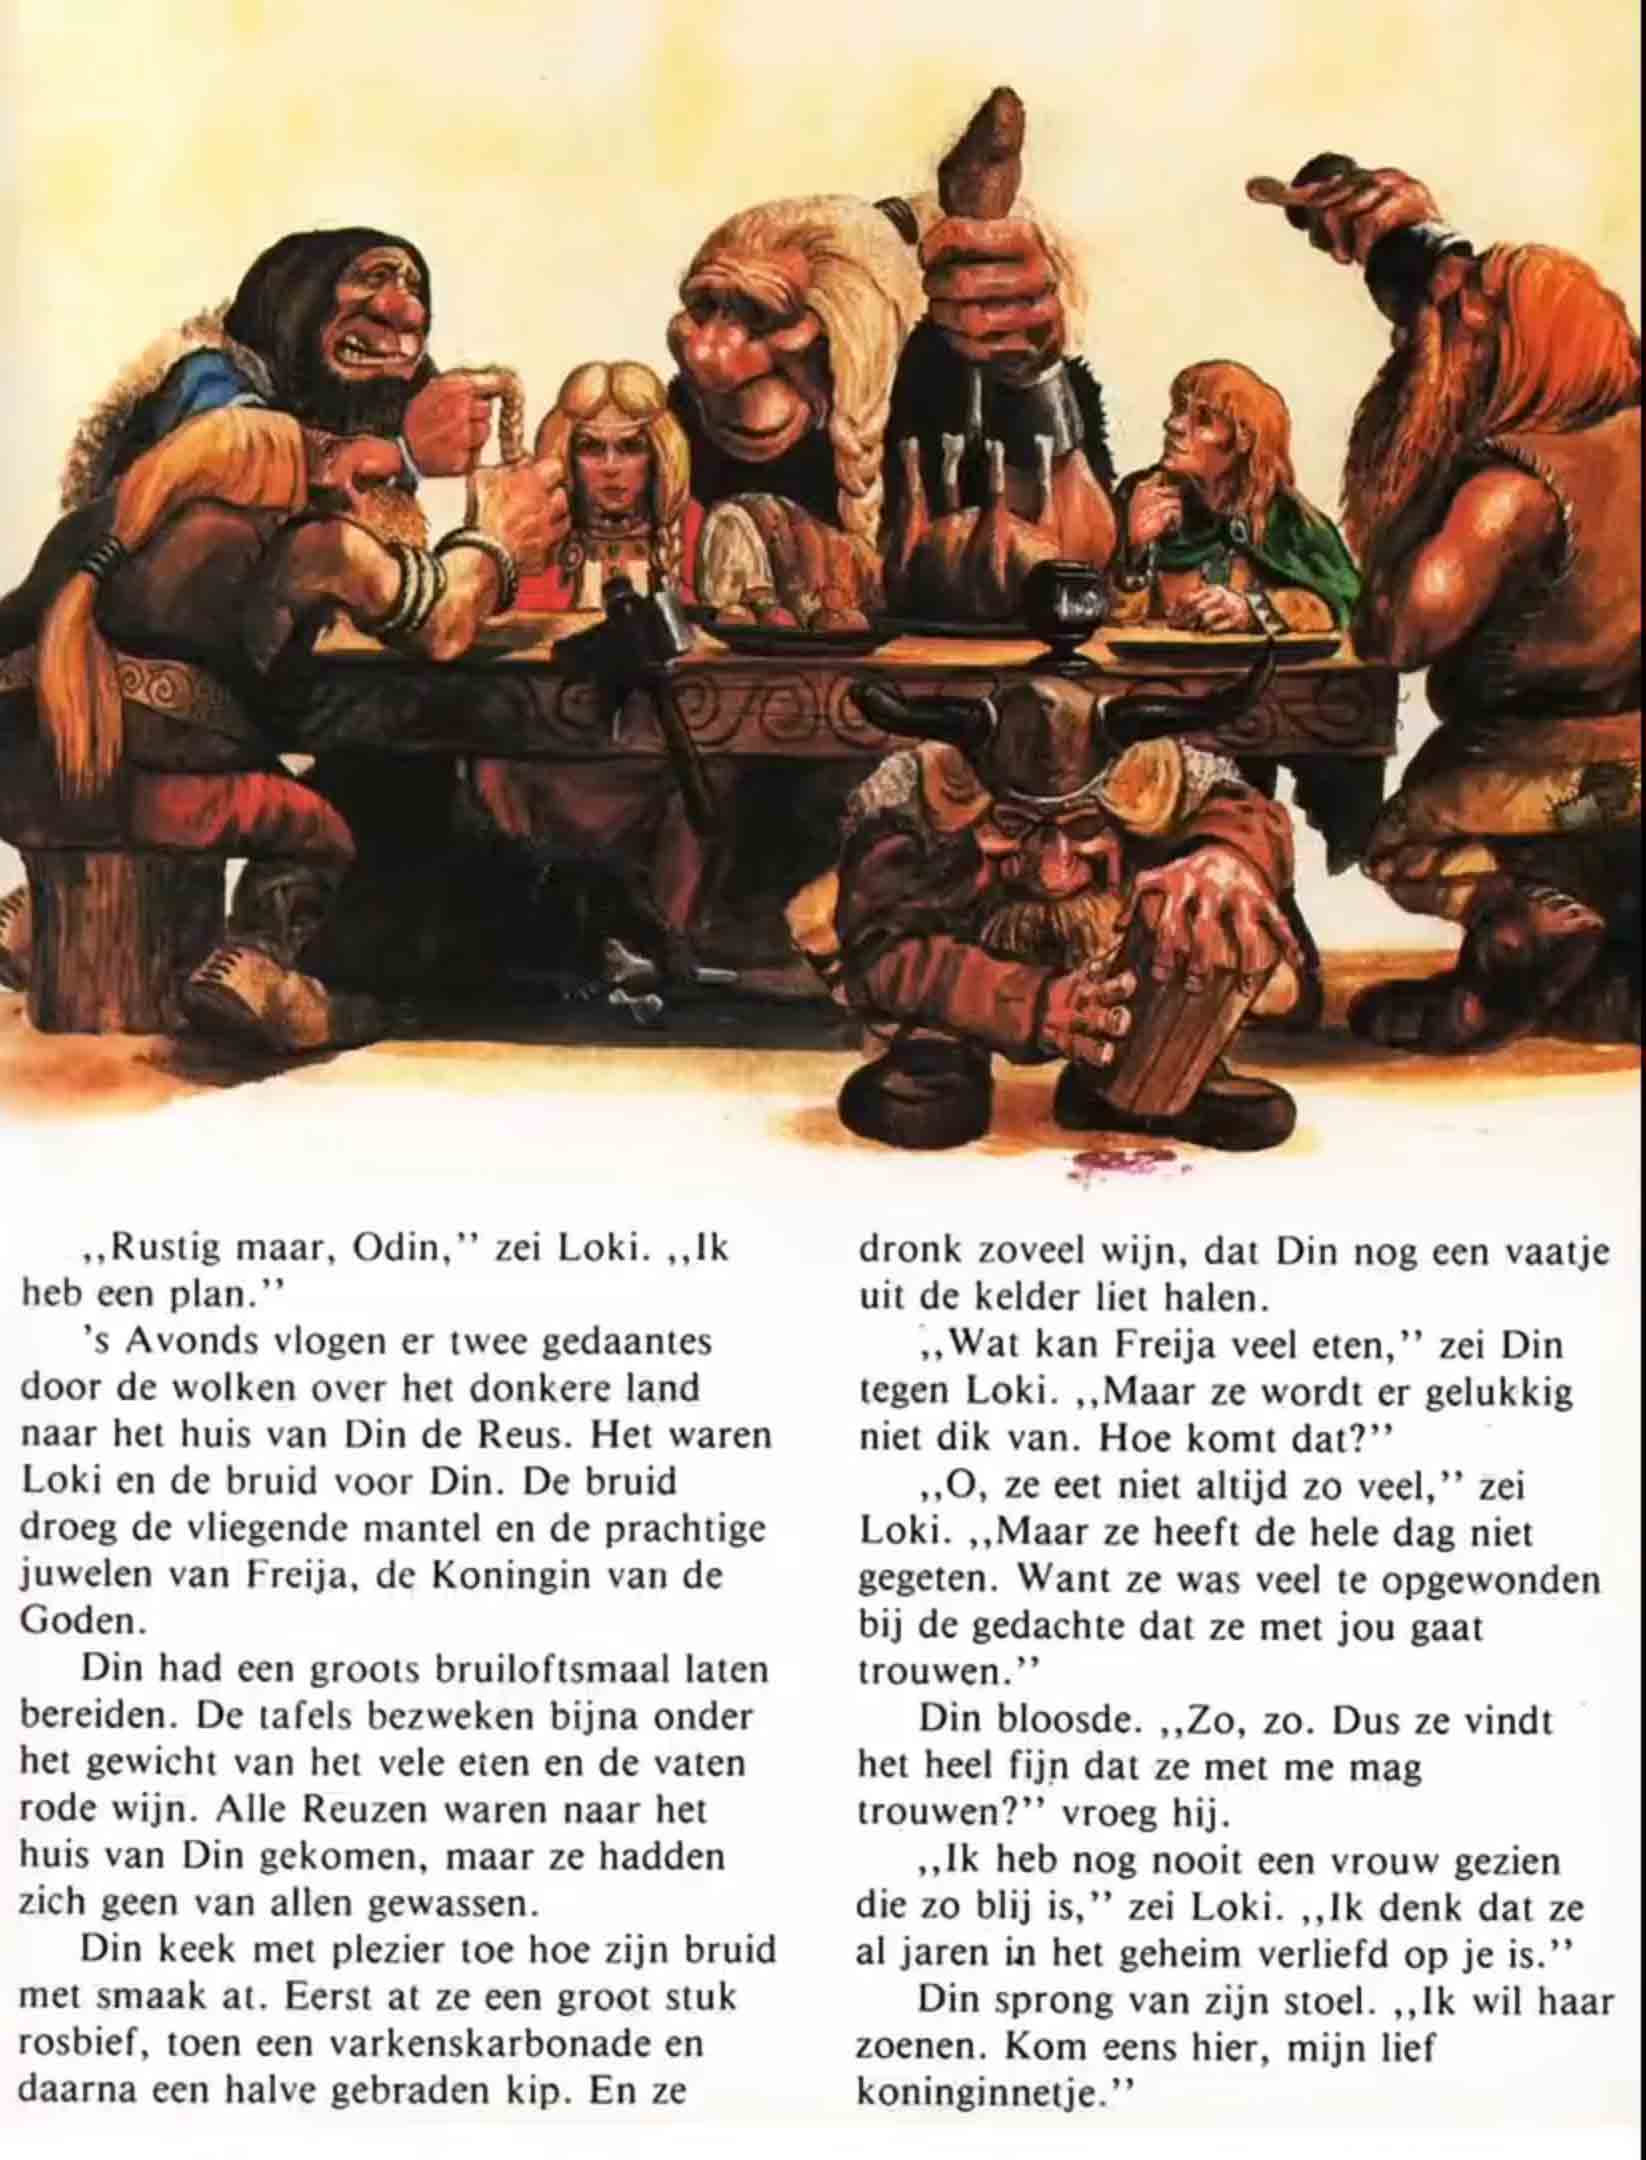 ,,Rustig maar, Odin,’’ zei Loki. ,,Ik
heb een plan.’’
’s Avonds vlogen er twee gedaantes
door de wolken over het donkere land
naar het huis van Din de Reus. Het waren
Loki en de bruid voor Din. De bruid
droeg de vliegende mantel en de prachtige
juwelen van Freija, de Koningin van de
Goden.
Din had een groots bruiloftsmaal laten
bereiden. De tafels bezweken bijna onder
het gewicht van het vele eten en de vaten
rode wijn. Alle Reuzen waren naar het
huis van Din gekomen, maar ze hadden
zich geen van allen gewassen.
Din keek met plezier toe hoe zijn bruid
met smaak at. Eerst at ze een groot stuk
rosbief, toen een varkenskarbonade en
daarna een halve gebraden kip. En ze
dronk zoveel wijn, dat Din nog een vaatje
uit de kelder liet halen.
,,Wat kan Freija veel eten,’’ zei Din
tegen Loki. ,,Maar ze wordt er gelukkig
niet dik van. Hoe komt dat?’’
,,O, ze eet niet altijd zo veel,’’ zei
Loki. ,,Maar ze heeft de hele dag niet
gegeten. Want ze was veel te opgewonden
bij de gedachte dat ze met jou gaat
trouwen.’’
Din bloosde. ,,Zo, zo. Dus ze vindt
het heel fijn dat ze met me mag
trouwen?’’ vroeg hij.
,,Ik heb nog nooit een vrouw gezien
die zo blij is,’’ zei Loki. ,,Ik denk dat ze
al jaren in het geheim verliefd op je is.’’
Din sprong van zijn stoel. ,,Ik wil haar
zoenen. Kom eens hier, mijn lief
koninginnetje.’’